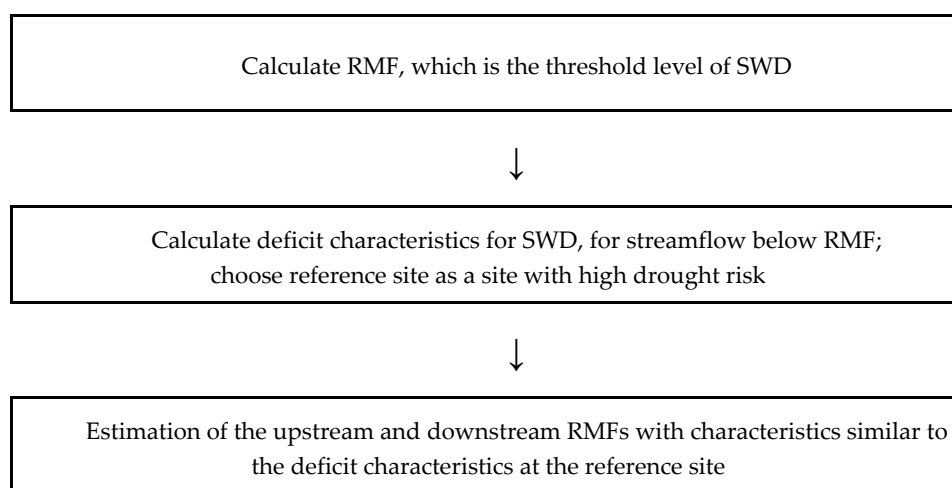 Calculate RMF, which is the threshold level of SWD
↓
Calculate deficit characteristics for SWD, for streamflow below RMF;
choose reference site as a site with high drought risk
↓
Estimation of the upstream and downstream RMFs with characteristics similar to
the deficit characteristics at the reference site